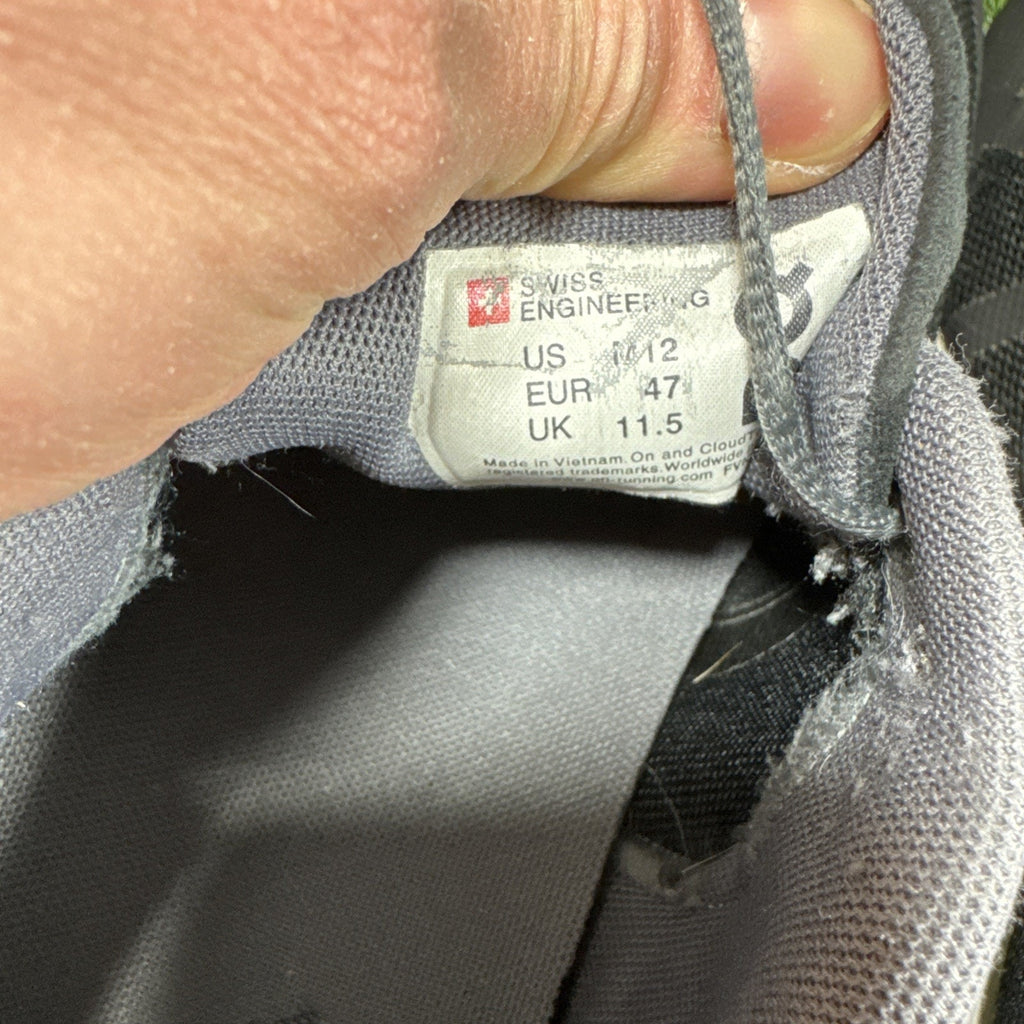 SWISS
ENGINEERING
US M12
EUR 47
UK 11.5
Made in Vietnam. On and Cloud
registered trademarks. Worldwide
on-running.com